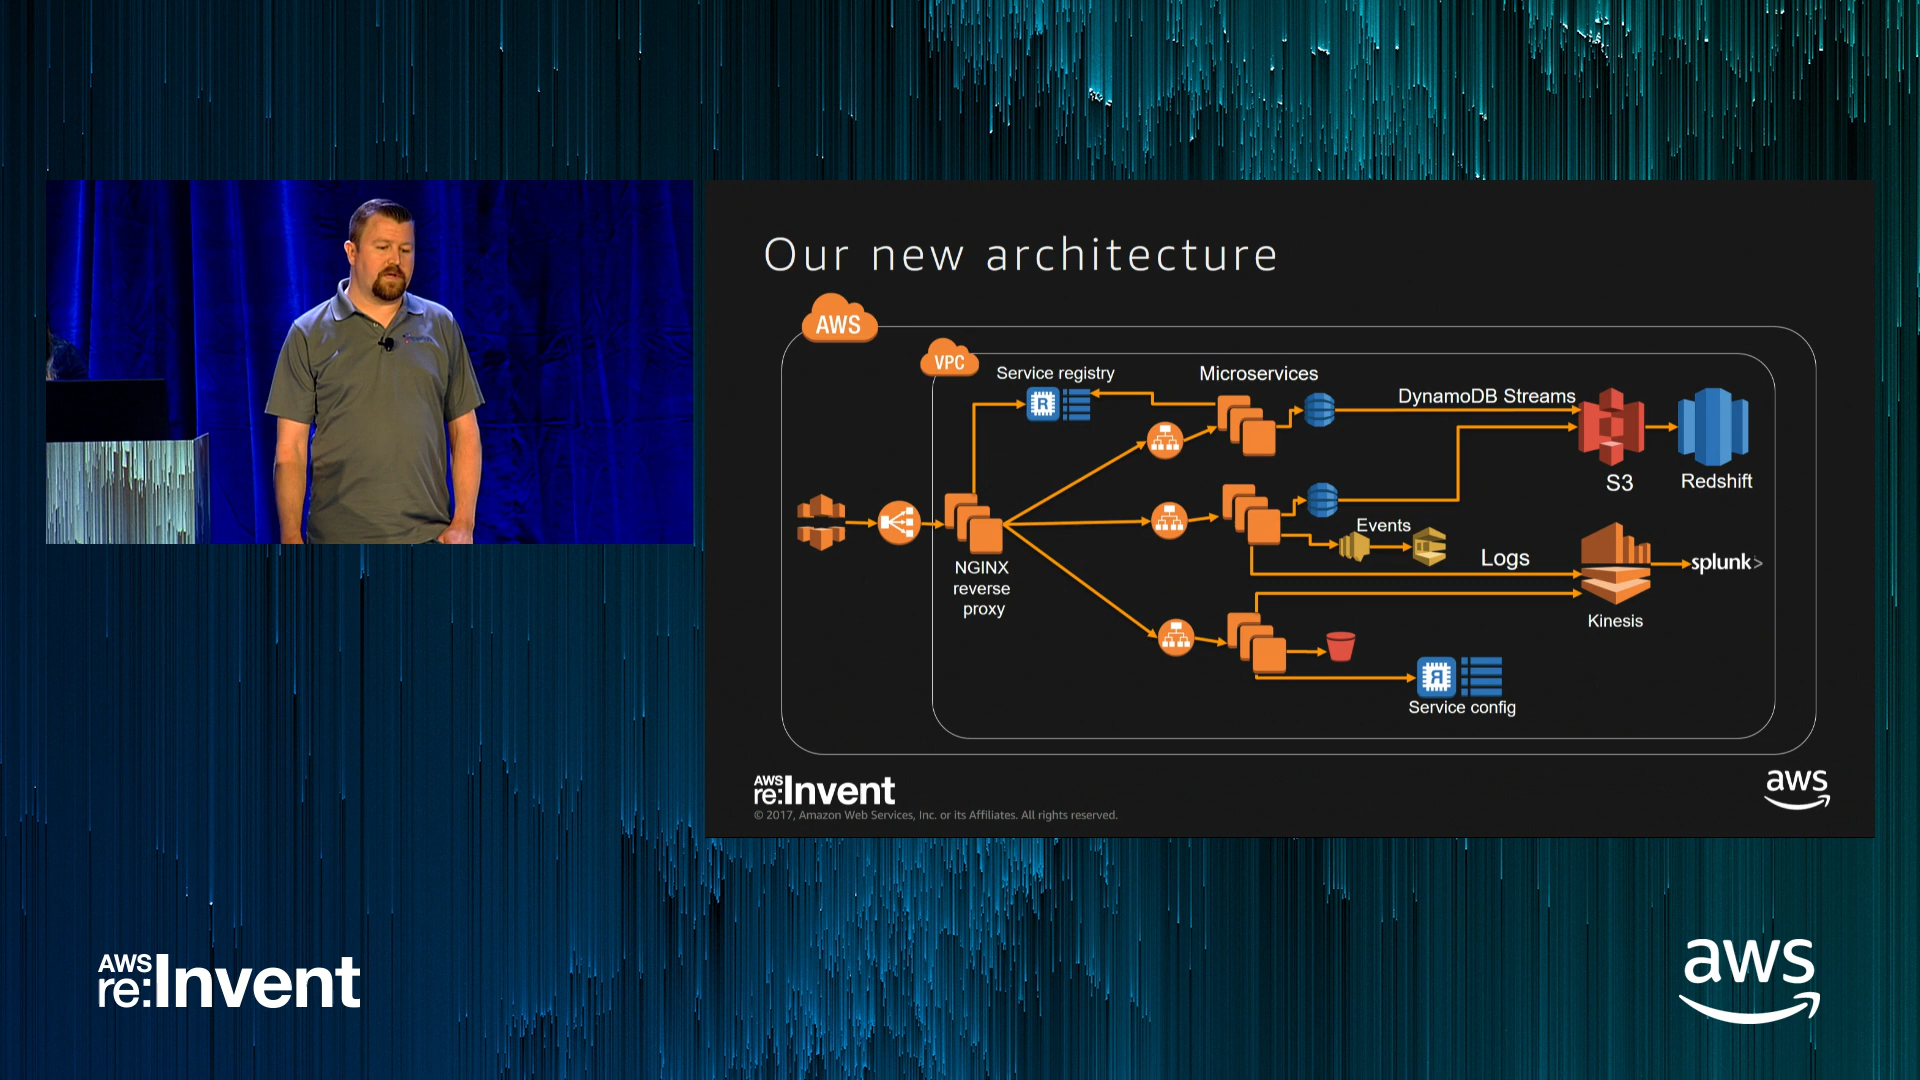 Our new architecture
AWS
VPC
Service registry
Microservices
DynamoDB Streams
S3
Redshift
Events
Logs
NGINX
reverse
proxy
splunk>
Kinesis
R
R
Service config
AWS
re:Invent
© 2017, Amazon Web Services, Inc. or its Affiliates. All rights reserved.
aws
AWS
re:Invent
aws